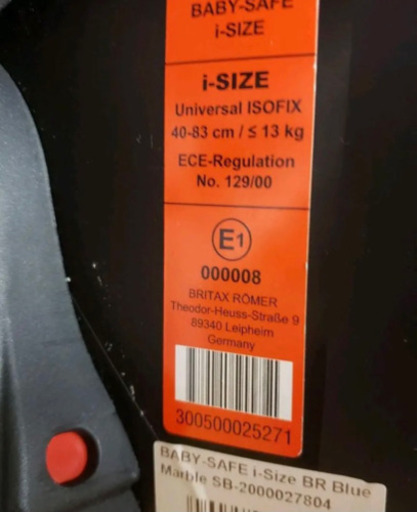 BABY-SAFE
i-SIZE
i-SIZE
Universal ISOFIX
40-83 cm / ≤ 13 kg
ECE-Regulation
No. 129/00
E1
000008
BRITAX RÖMER
Theodor-Heuss-Straße 9
89340 Leipheim
Germany
300500025271
BABY-SAFE i-Size BR Blue
Marble SB-2000027804